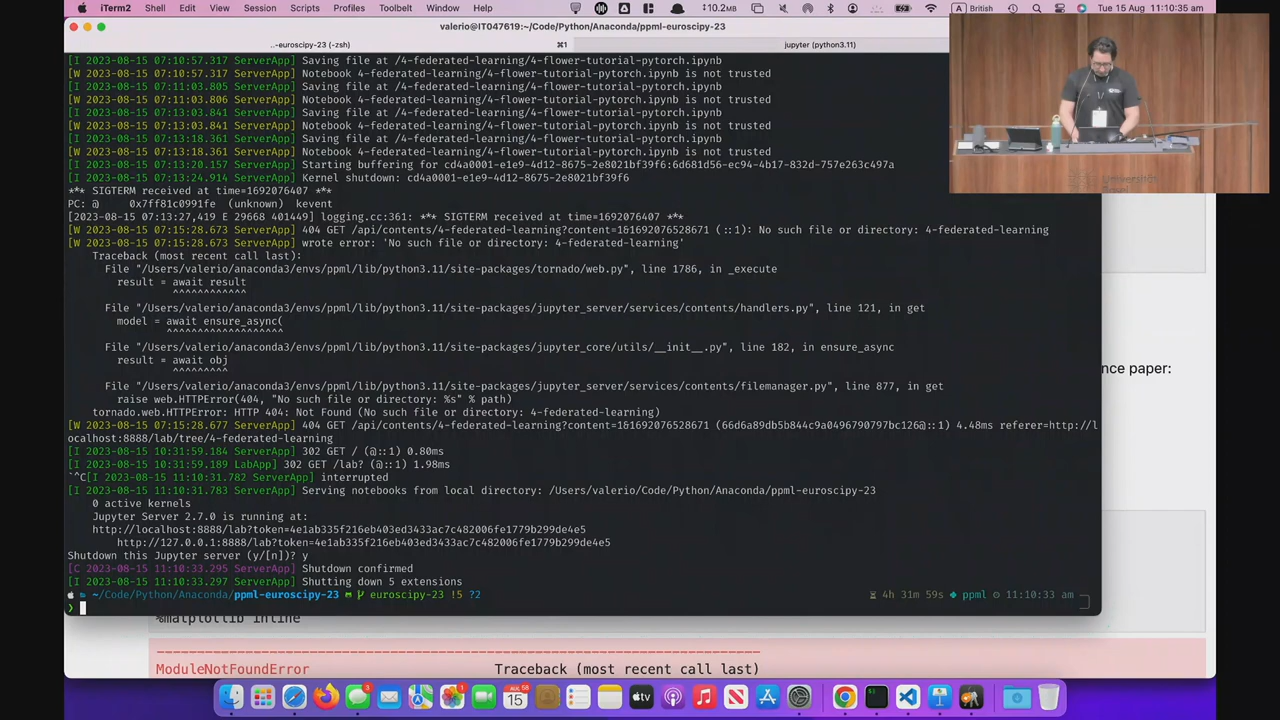 iTerm2 Shell Edit View Session Scripts Profiles Toolbelt Window Help
↕10.2MB
A British
Tue 15 Aug 11:10:35 am
valerio@IT047619:~/Code/Python/Anaconda/ppml-euroscipy-23
..-euroscipy-23 (-zsh) ⌘1 jupyter (python3.11)
[I 2023-08-15 07:10:57.317 ServerApp] Saving file at /4-federated-learning/4-flower-tutorial-pytorch.ipynb
[W 2023-08-15 07:10:57.317 ServerApp] Notebook 4-federated-learning/4-flower-tutorial-pytorch.ipynb is not trusted
[I 2023-08-15 07:11:03.805 ServerApp] Saving file at /4-federated-learning/4-flower-tutorial-pytorch.ipynb
[W 2023-08-15 07:11:03.806 ServerApp] Notebook 4-federated-learning/4-flower-tutorial-pytorch.ipynb is not trusted
[I 2023-08-15 07:13:03.841 ServerApp] Saving file at /4-federated-learning/4-flower-tutorial-pytorch.ipynb
[W 2023-08-15 07:13:03.841 ServerApp] Notebook 4-federated-learning/4-flower-tutorial-pytorch.ipynb is not trusted
[I 2023-08-15 07:13:18.361 ServerApp] Saving file at /4-federated-learning/4-flower-tutorial-pytorch.ipynb
[W 2023-08-15 07:13:18.361 ServerApp] Notebook 4-federated-learning/4-flower-tutorial-pytorch.ipynb is not trusted
[I 2023-08-15 07:13:20.157 ServerApp] Starting buffering for cd4a0001-e1e9-4d12-8675-2e8021bf39f6:6d681d56-ec94-4b17-832d-757e263c497a
[I 2023-08-15 07:13:24.914 ServerApp] Kernel shutdown: cd4a0001-e1e9-4d12-8675-2e8021bf39f6
*** SIGTERM received at time=1692076407 ***
PC: @ 0x7ff81c0991fe (unknown) kevent
[2023-08-15 07:13:27,419 E 29668 401449] logging.cc:361: *** SIGTERM received at time=1692076407 ***
[W 2023-08-15 07:15:28.673 ServerApp] 404 GET /api/contents/4-federated-learning?content=1&1692076528671 (::1): No such file or directory: 4-federated-learning
[W 2023-08-15 07:15:28.673 ServerApp] wrote error: 'No such file or directory: 4-federated-learning'
Traceback (most recent call last):
File "/Users/valerio/anaconda3/envs/ppml/lib/python3.11/site-packages/tornado/web.py", line 1786, in _execute
result = await result
^^^^^^^^^^^^
File "/Users/valerio/anaconda3/envs/ppml/lib/python3.11/site-packages/jupyter_server/services/contents/handlers.py", line 121, in get
model = await ensure_async(
^^^^^^^^^^^^^^^^^^^
File "/Users/valerio/anaconda3/envs/ppml/lib/python3.11/site-packages/jupyter_core/utils/__init__.py", line 182, in ensure_async
result = await obj
^^^^^^^^^
File "/Users/valerio/anaconda3/envs/ppml/lib/python3.11/site-packages/jupyter_server/services/contents/filemanager.py", line 877, in get
raise web.HTTPError(404, "No such file or directory: %s" % path)
tornado.web.HTTPError: HTTP 404: Not Found (No such file or directory: 4-federated-learning)
[W 2023-08-15 07:15:28.677 ServerApp] 404 GET /api/contents/4-federated-learning?content=1&1692076528671 (66d6a89db5b844c9a0496790797bc126@::1) 4.48ms referer=http://l
ocalhost:8888/lab/tree/4-federated-learning
[I 2023-08-15 10:31:59.184 ServerApp] 302 GET / (@::1) 0.80ms
[I 2023-08-15 10:31:59.189 LabApp] 302 GET /lab? (@::1) 1.98ms
`^C[I 2023-08-15 11:10:31.782 ServerApp] interrupted
[I 2023-08-15 11:10:31.783 ServerApp] Serving notebooks from local directory: /Users/valerio/Code/Python/Anaconda/ppml-euroscipy-23
0 active kernels
Jupyter Server 2.7.0 is running at:
http://localhost:8888/lab?token=4e1ab335f216eb403ed3433ac7c482006fe1779b299de4e5
http://127.0.0.1:8888/lab?token=4e1ab335f216eb403ed3433ac7c482006fe1779b299de4e5
Shutdown this Jupyter server (y/[n])? y
[C 2023-08-15 11:10:33.295 ServerApp] Shutdown confirmed
[I 2023-08-15 11:10:33.297 ServerApp] Shutting down 5 extensions
~/Code/Python/Anaconda/ppml-euroscipy-23 euroscipy-23 !5 ?2 4h 31m 59s ppml 11:10:33 am
❯
nce paper:
%matplotlib inline
ModuleNotFoundError Traceback (most recent call last)
Universität